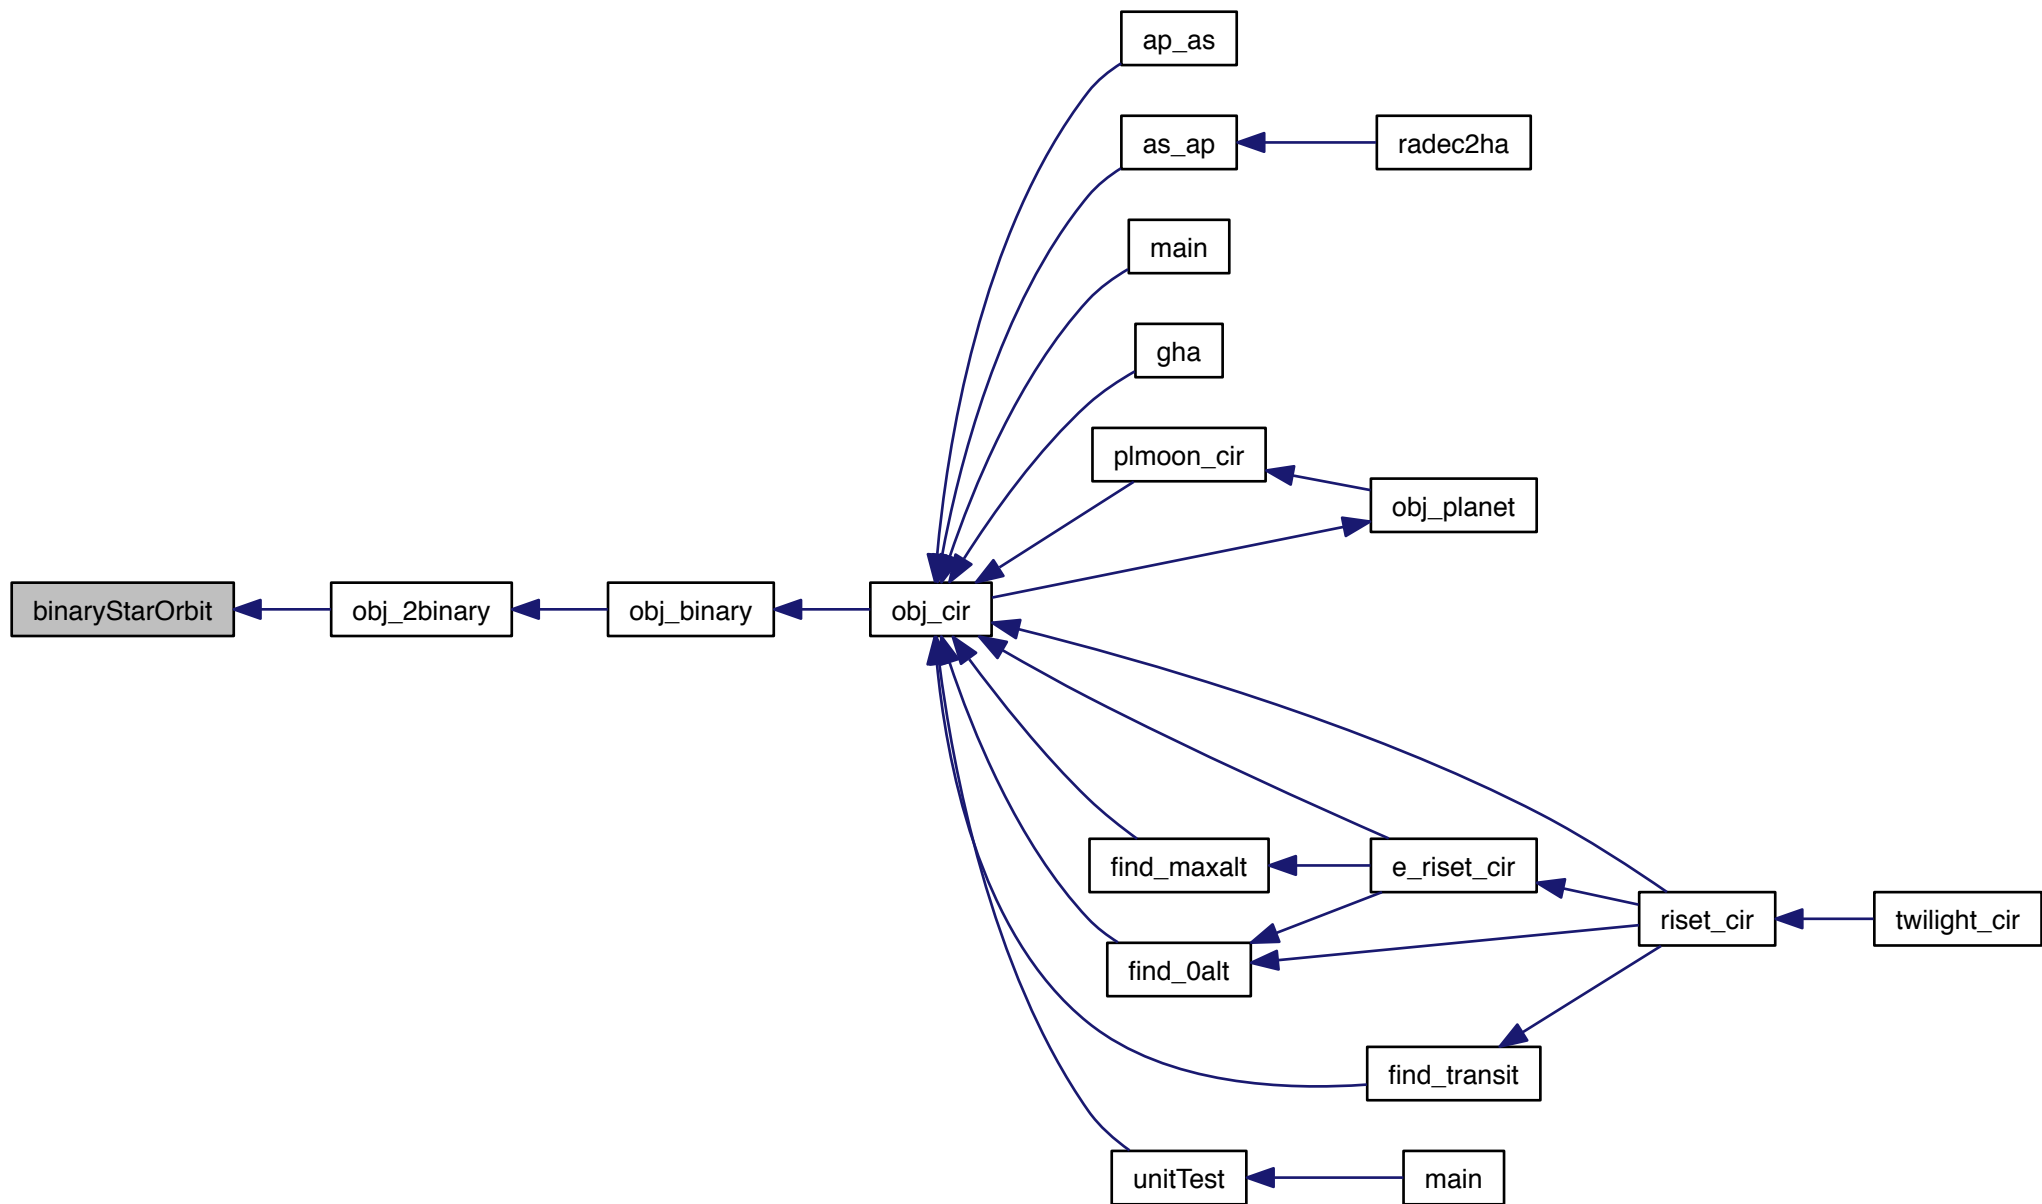 ap_as
as_ap
radec2ha
main
gha
plmoon_cir
obj_planet
binaryStarOrbit
obj_2binary
obj_binary
obj_cir
find_maxalt
e_riset_cir
riset_cir
twilight_cir
find_0alt
find_transit
unitTest
main